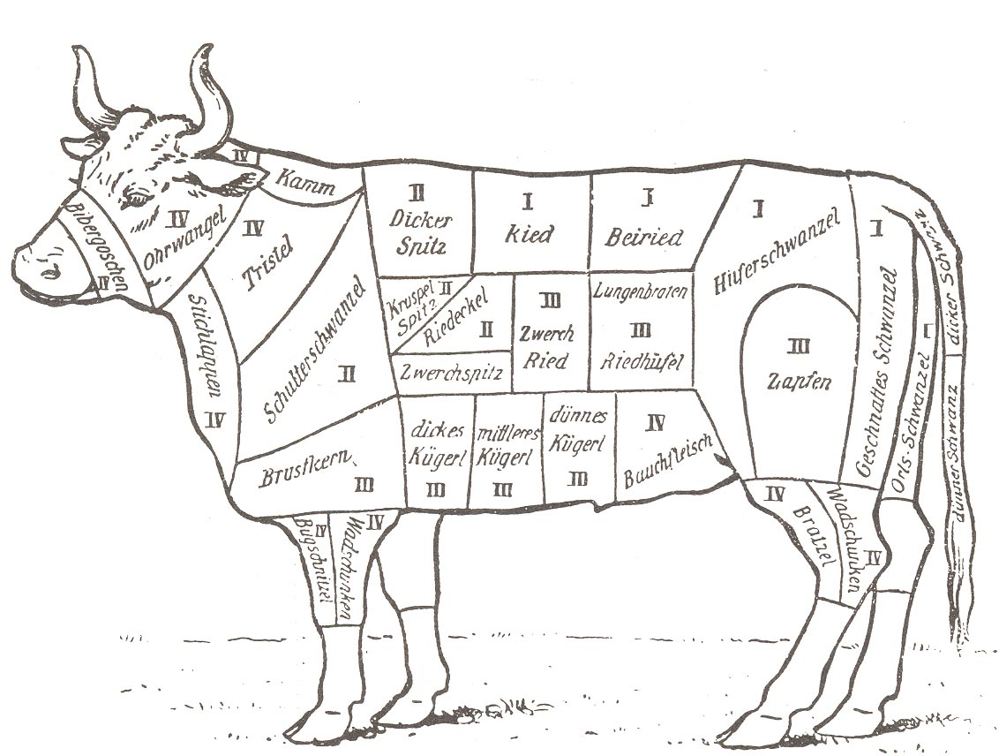 Bibergoschen
IV
IV
Ohrwangel
IV
Kamm
IV
Tristel
Stichlappen
IV
Schulterschwanzel
II
Brustkern
III
II
Dicker
Spitz
I
Ried
I
Beiried
Kruspel
Spitz
II
Riedeckel
II
Zwerchspitz
III
Zwerch
Ried
Lungenbraten
III
Riedhüfel
dickes
Kügerl
III
mittleres
Kügerl
III
dünnes
Kügerl
III
IV
Bauchfleisch
I
Hüferschwanzel
III
Zapfen
I
Geschnattes Schwanzel
I
Ortls-Schwanzel
dicker Schwanz
dünner Schwanz
IV
Bugschnitzel
IV
Wadschunken
IV
Bratzel
Wadschunken
IV